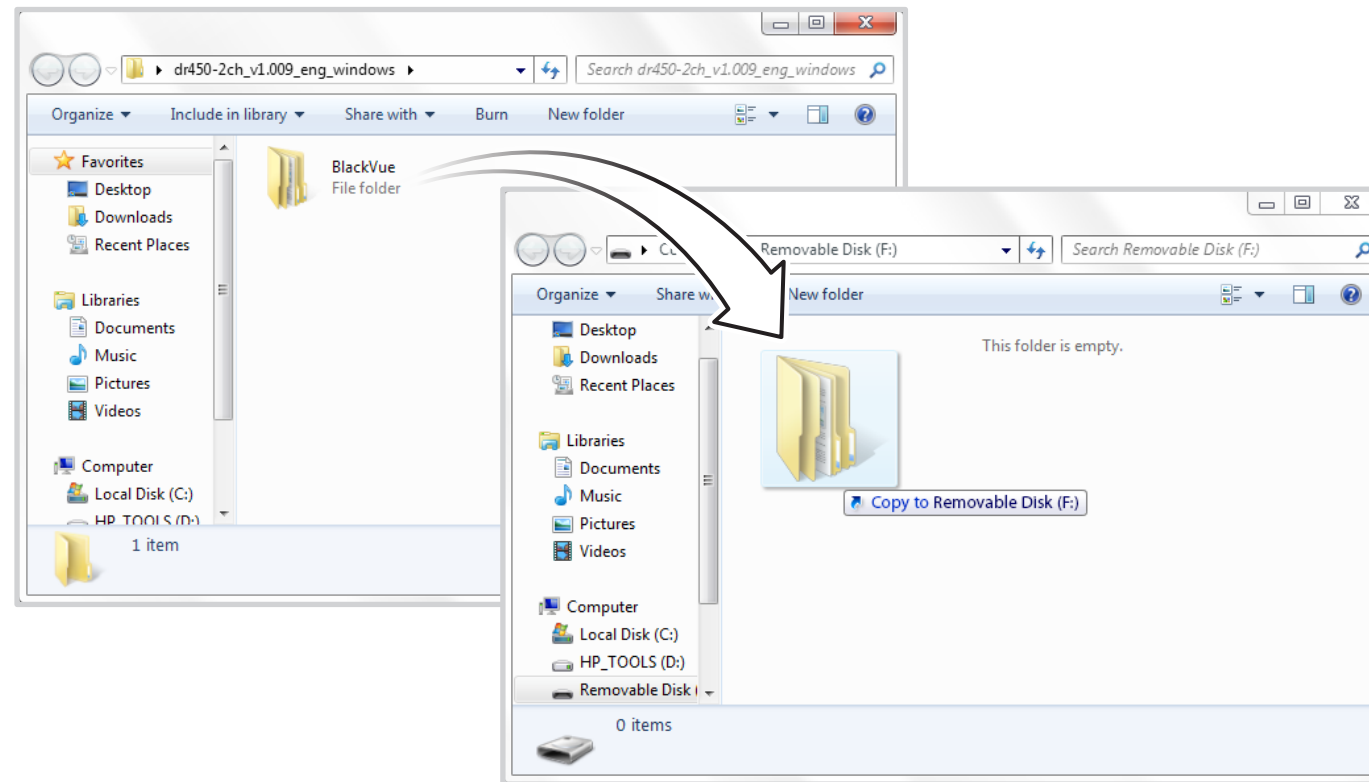 dr450-2ch_v1.009_eng_windows
Search dr450-2ch_v1.009_eng_windows
Organize Include in library Share with Burn New folder
Favorites
Desktop
Downloads
Recent Places
Libraries
Documents
Music
Pictures
Videos
Computer
Local Disk (C:)
HP_TOOLS (D:)
1 item
BlackVue
File folder
Removable Disk (F:)
Search Removable Disk (F:)
Organize Share New folder
Desktop
Downloads
Recent Places
Libraries
Documents
Music
Pictures
Videos
Computer
Local Disk (C:)
HP_TOOLS (D:)
Removable Disk (
0 items
This folder is empty.
Copy to Removable Disk (F:)